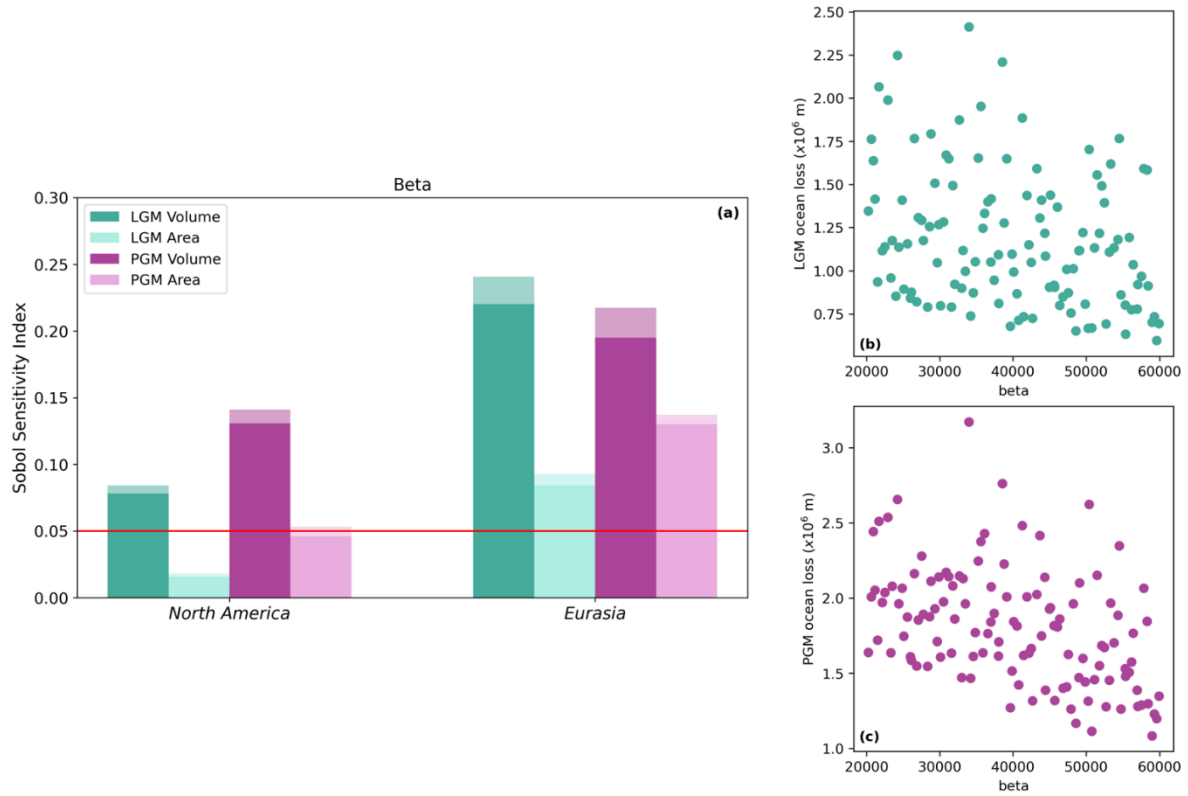 Beta
(a)
LGM Volume
LGM Area
PGM Volume
PGM Area
Sobol Sensitivity Index
0.30
0.25
0.20
0.15
0.10
0.05
0.00
North America
Eurasia
LGM ocean loss (x10⁶ m)
2.50
2.25
2.00
1.75
1.50
1.25
1.00
0.75
(b)
20000 30000 40000 50000 60000
beta
PGM ocean loss (x10⁶ m)
3.0
2.5
2.0
1.5
1.0
(c)
20000 30000 40000 50000 60000
beta